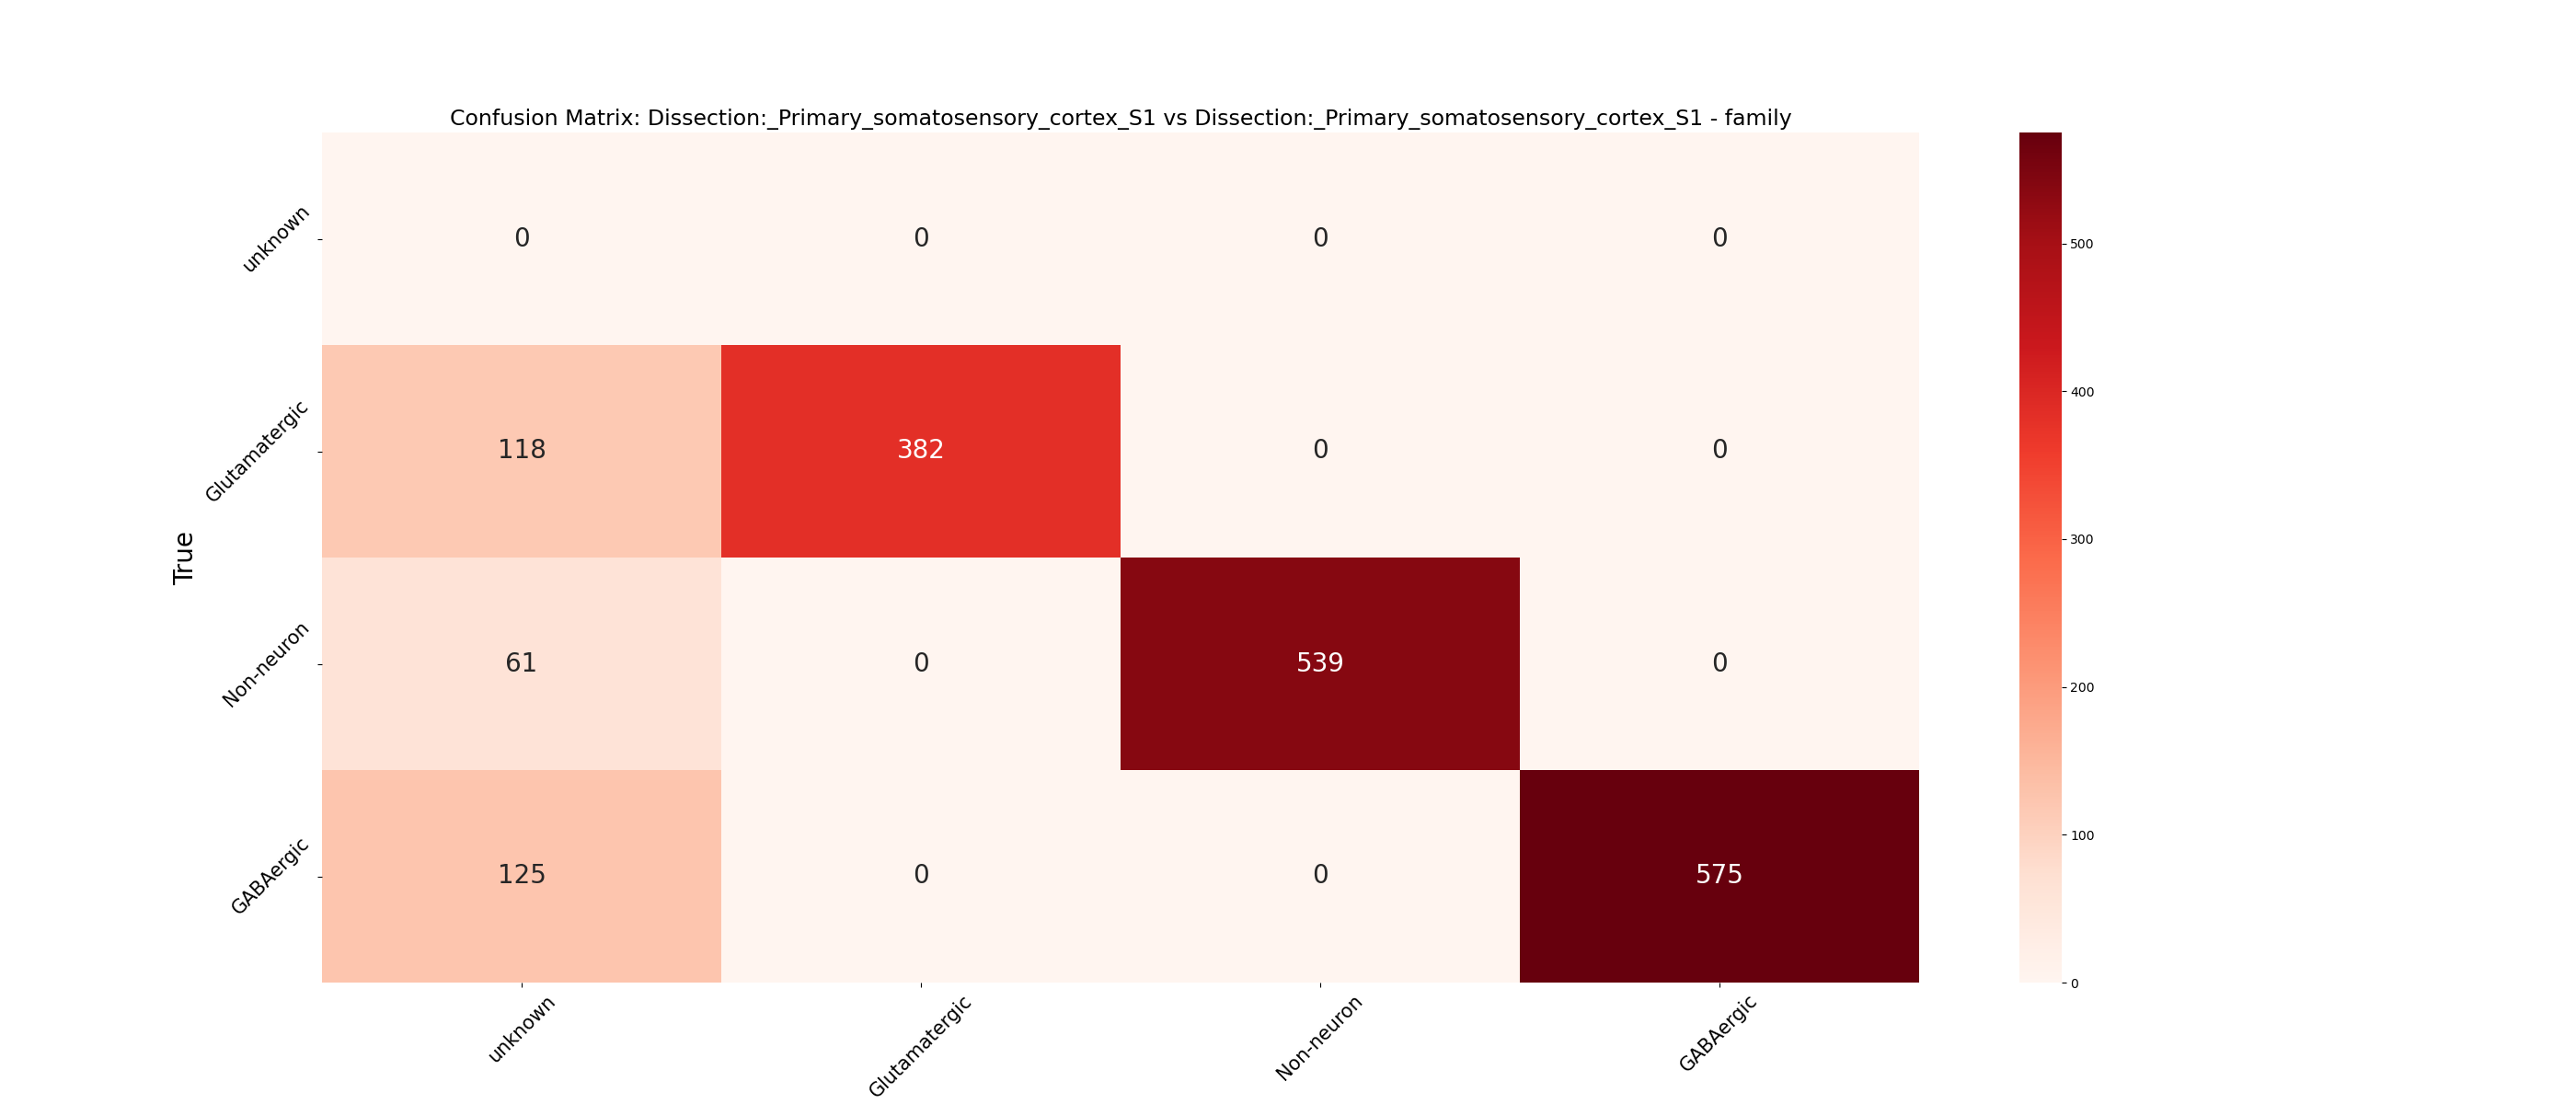 Confusion Matrix: Dissection:_Primary_somatosensory_cortex_S1 vs Dissection:_Primary_somatosensory_cortex_S1 - family
True
unknown 0 0 0 0
Glutamatergic 118 382 0 0
Non-neuron 61 0 539 0
GABAergic 125 0 0 575
unknown Glutamatergic Non-neuron GABAergic
500
400
300
200
100
0